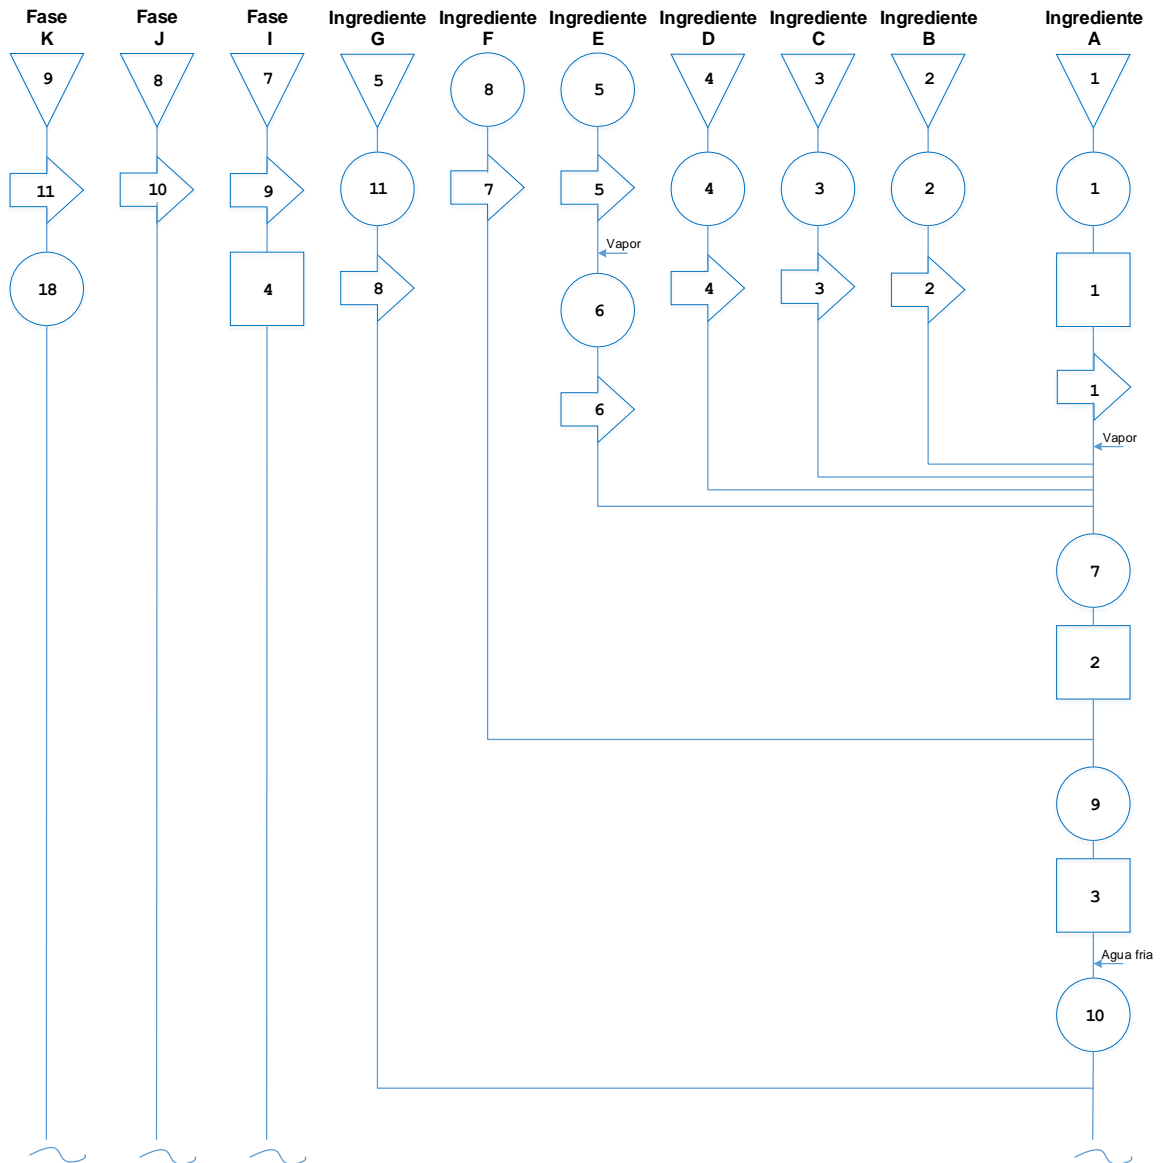 Fase Fase Fase Ingrediente Ingrediente Ingrediente Ingrediente Ingrediente Ingrediente Ingrediente
K J I G F E D C B A
9 8 7 5 8 5 4 3 2 1
11 10 9 11 7 5 4 3 2 1
Vapor
18 4 8 6 4 3 2 1
6 1
Vapor
7
2
9
3
Agua fria
10